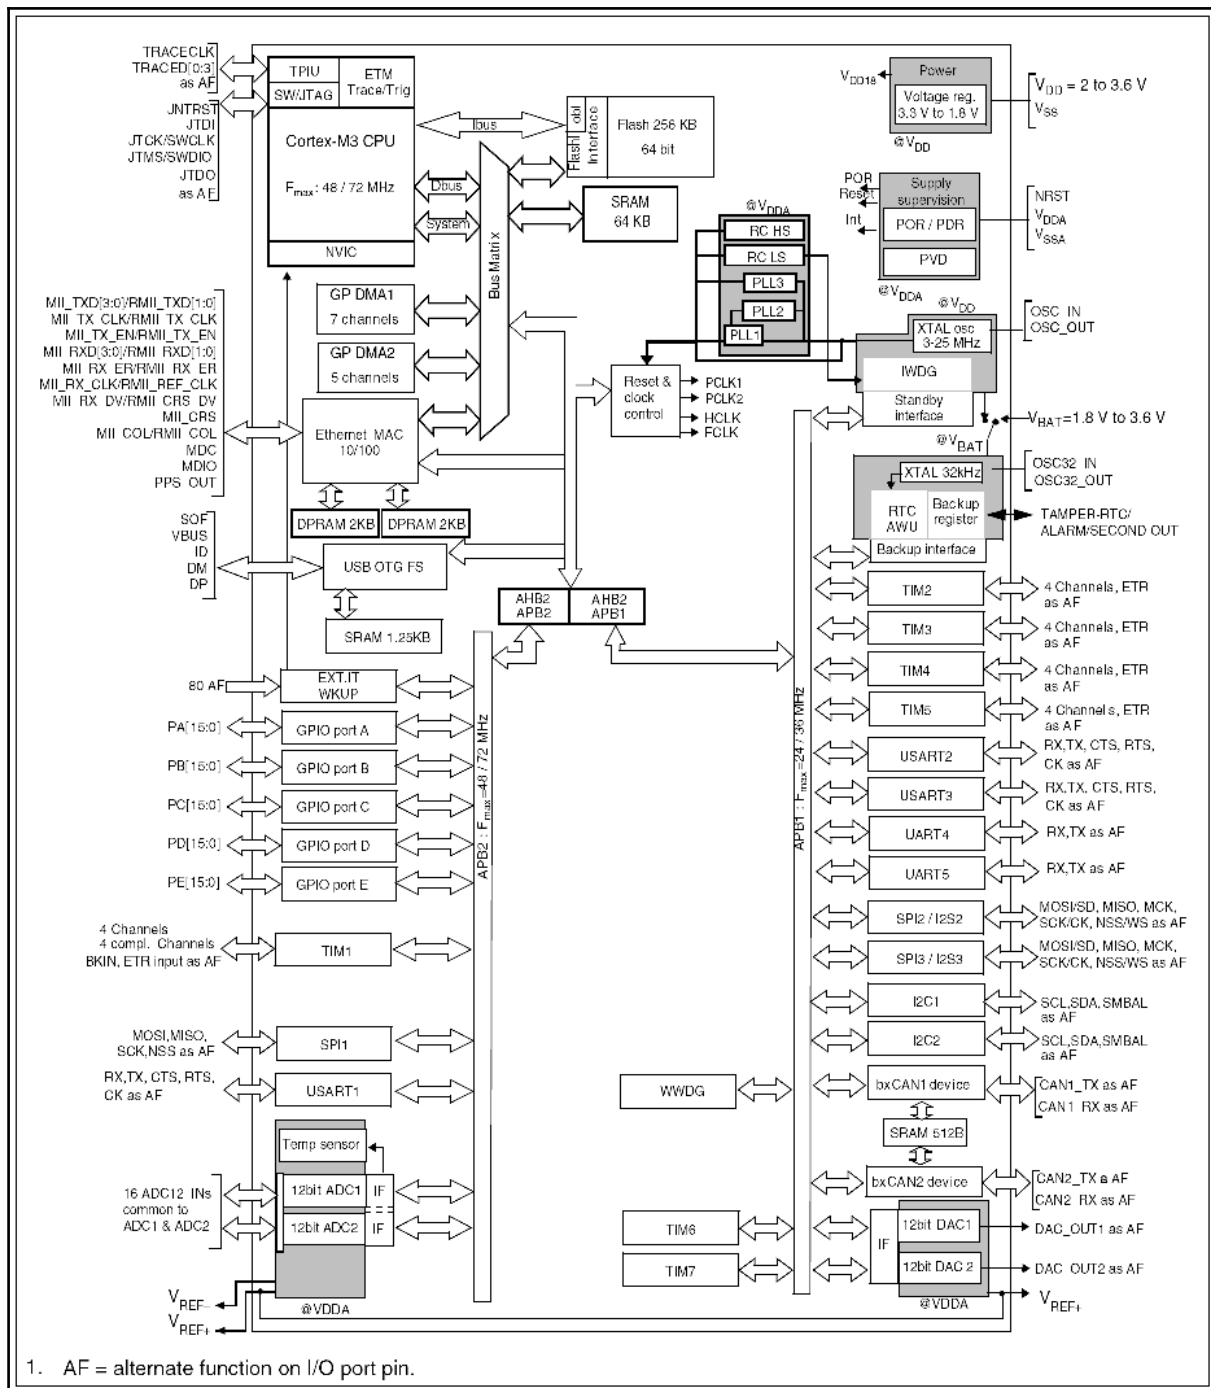 TRACECLK
TRACED[0:3]
as AF
TPIU
SW/JTAG
ETM
Trace/Trig
JNTRST
JTDI
JTCK/SWCLK
JTMS/SWDIO
JTDO
as AF
Cortex-M3 CPU
Fmax: 48 / 72 MHz
NVIC
Ibus
Dbus
System
Bus Matrix
Flashl obl
Interface
Flash 256 KB
64 bit
SRAM
64 KB
Power
VDD18
Voltage reg.
3.3 V to 1.8 V
@VDD
VDD = 2 to 3.6 V
VSS
POR
Reset
Int
Supply
supervision
POR / PDR
PVD
@VDDA
NRST
VDDA
VSSA
@VDDA
RC HS
RC LS
PLL3
PLL2
PLL1
@VDD
XTAL osc
3-25 MHz
IWDG
Standby
interface
OSC_IN
OSC_OUT
VBAT=1.8 V to 3.6 V
@VBAT
GP DMA1
7 channels
GP DMA2
5 channels
Reset &
clock
control
PCLK1
PCLK2
HCLK
FCLK
MII_TXD[3:0]/RMII_TXD[1:0]
MII_TX_CLK/RMII_TX_CLK
MII_TX_EN/RMII_TX_EN
MII_RXD[3:0]/RMII_RXD[1:0]
MII_RX_ER/RMII_RX_ER
MII_RX_CLK/RMII_REF_CLK
MII_RX_DV/RMII_CRS_DV
MII_CRS
MII_COL/RMII_COL
MDC
MDIO
PPS_OUT
Ethernet MAC
10/100
DPRAM 2KB
DPRAM 2KB
SOF
VBUS
ID
DM
DP
USB OTG FS
SRAM 1.25KB
XTAL 32kHz
RTC
AWU
Backup
register
Backup interface
OSC32_IN
OSC32_OUT
TAMPER-RTC/
ALARM/SECOND OUT
AHB2
APB2
AHB2
APB1
APB2 : Fmax=48 / 72 MHz
APB1 : Fmax=24 / 36 MHz
80 AF
EXT.IT
WKUP
PA[15:0]
GPIO port A
PB[15:0]
GPIO port B
PC[15:0]
GPIO port C
PD[15:0]
GPIO port D
PE[15:0]
GPIO port E
4 Channels
4 compl. Channels
BKIN, ETR input as AF
TIM1
MOSI,MISO,
SCK,NSS as AF
SPI1
RX,TX, CTS, RTS,
CK as AF
USART1
Temp sensor
16 ADC12 INs
common to
ADC1 & ADC2
12bit ADC1
IF
12bit ADC2
IF
VREF-
VREF+
@VDDA
TIM2
4 Channels, ETR
as AF
TIM3
4 Channels, ETR
as AF
TIM4
4 Channels, ETR
as AF
TIM5
4 Channels, ETR
as AF
USART2
RX,TX, CTS, RTS,
CK as AF
USART3
RX,TX, CTS, RTS,
CK as AF
UART4
RX,TX as AF
UART5
RX,TX as AF
SPI2 / I2S2
MOSI/SD, MISO, MCK,
SCK/CK, NSS/WS as AF
SPI3 / I2S3
MOSI/SD, MISO, MCK,
SCK/CK, NSS/WS as AF
I2C1
SCL,SDA,SMBAL
as AF
I2C2
SCL,SDA,SMBAL
as AF
WWDG
bxCAN1 device
CAN1_TX as AF
CAN1_RX as AF
SRAM 512B
bxCAN2 device
CAN2_TX a AF
CAN2_RX as AF
TIM6
TIM7
IF
12bit DAC1
DAC_OUT1 as AF
12bit DAC 2
DAC_OUT2 as AF
@VDDA
VREF+
1. AF = alternate function on I/O port pin.